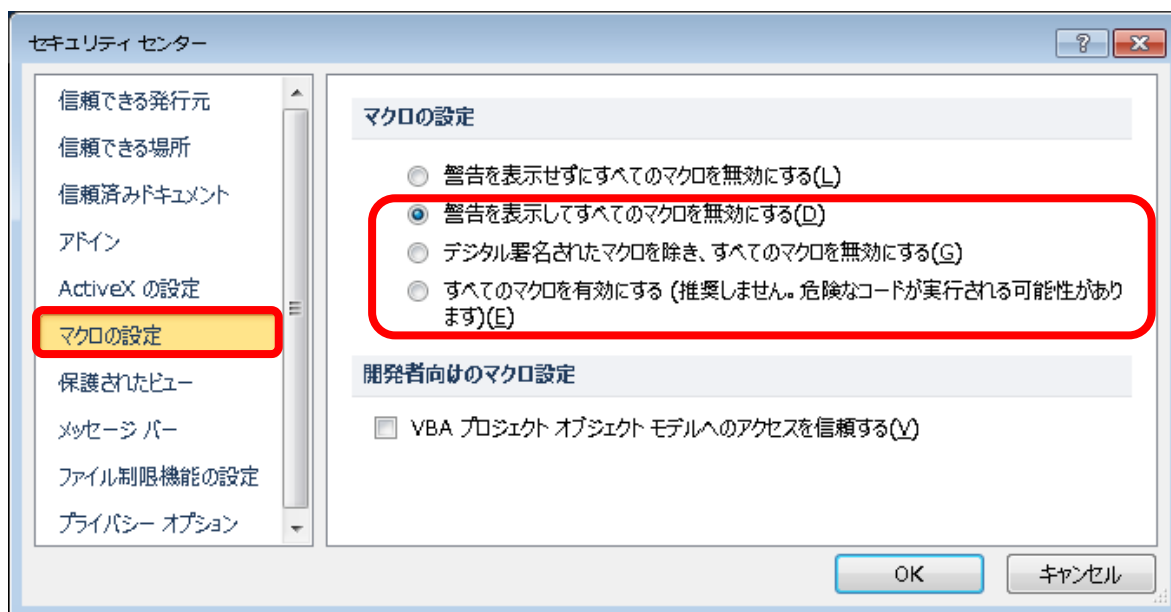 セキュリティ センター
信頼できる発行元
信頼できる場所
信頼済みドキュメント
アドイン
ActiveX の設定
マクロの設定
保護されたビュー
メッセージ バー
ファイル制限機能の設定
プライバシー オプション
マクロの設定
警告を表示せずにすべてのマクロを無効にする(L)
警告を表示してすべてのマクロを無効にする(D)
デジタル署名されたマクロを除き、すべてのマクロを無効にする(G)
すべてのマクロを有効にする (推奨しません。危険なコードが実行される可能性があり
ます)(E)
開発者向けのマクロ設定
VBA プロジェクト オブジェクト モデルへのアクセスを信頼する(V)
OK
キャンセル